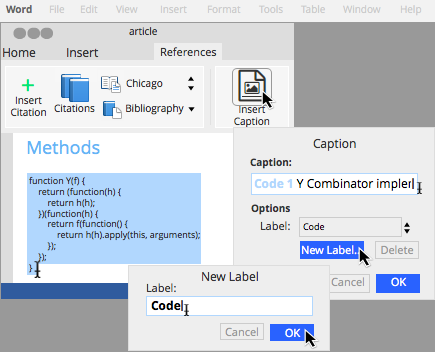 Word File Edit View Insert Format Tools Table Window Help
article
Home Insert References
Insert Citation
Citations
Chicago
Bibliography
Insert Caption
Methods
function Y(f) {
return (function(h) {
return h(h);
})(function(h) {
return f(function() {
return h(h).apply(this, arguments);
});
});
}
Caption
Caption:
Code 1 Y Combinator implem
Options
Label: Code
New Label... Delete
Cancel OK
New Label
Label:
Code
Cancel OK